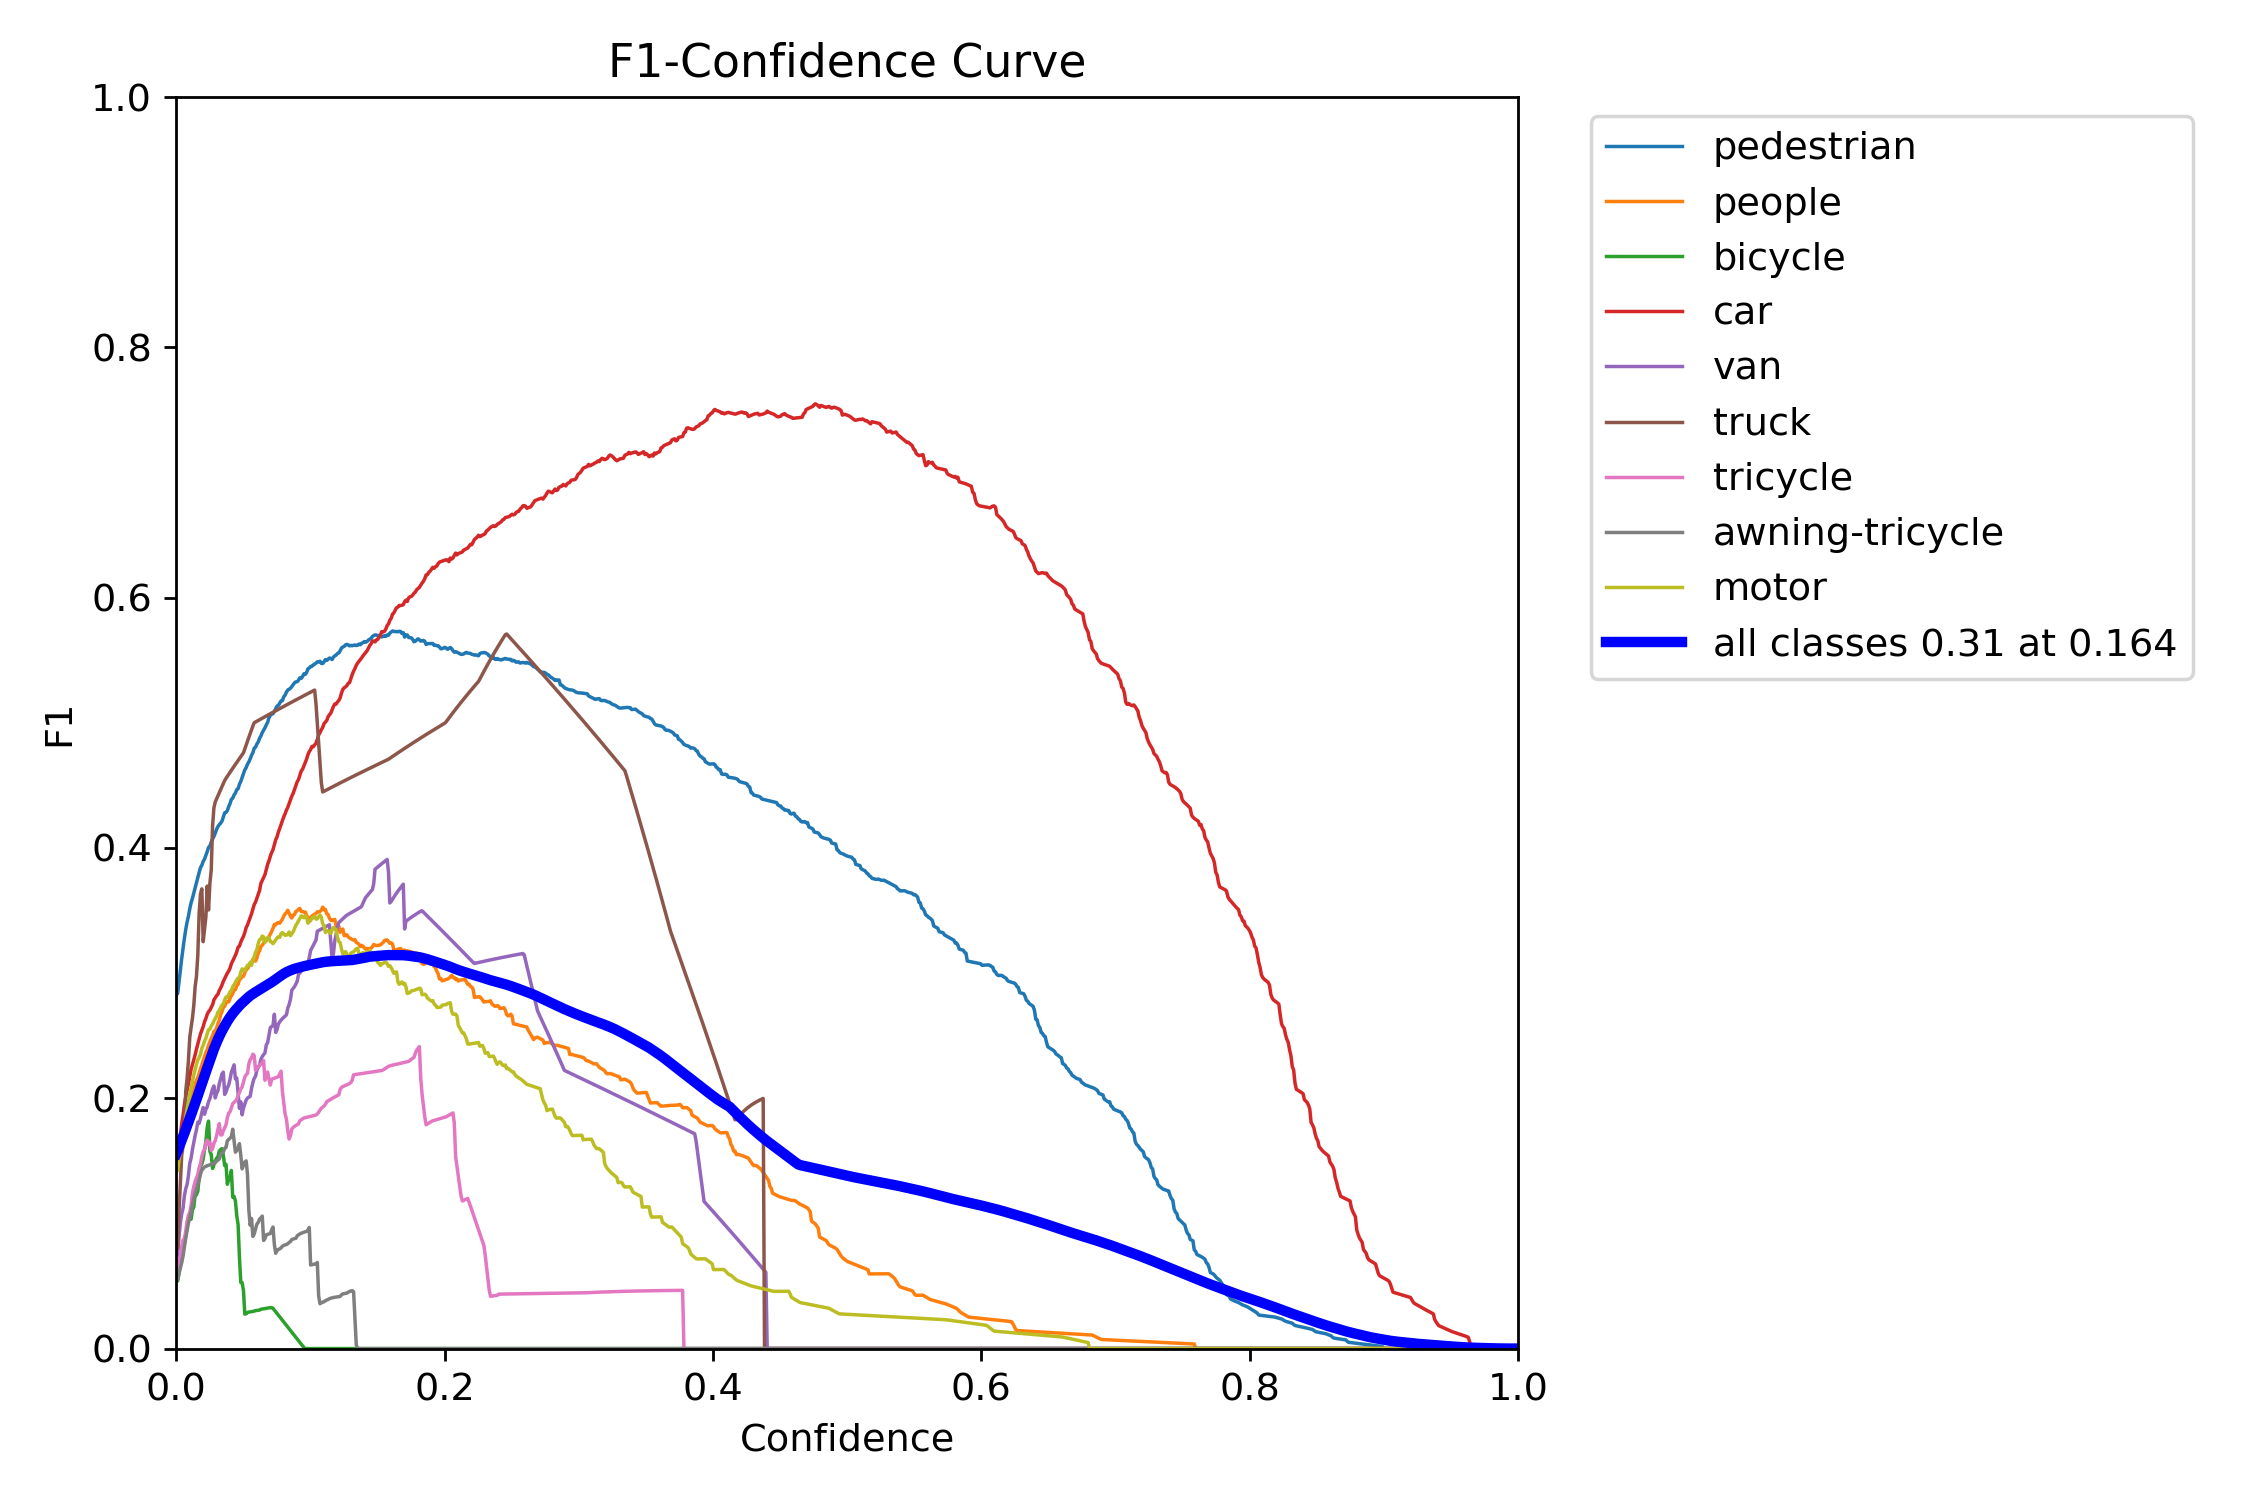 F1-Confidence Curve
1.0
0.8
0.6
0.4
0.2
0.0
F1
0.0 0.2 0.4 0.6 0.8 1.0
Confidence
pedestrian
people
bicycle
car
van
truck
tricycle
awning-tricycle
motor
all classes 0.31 at 0.164